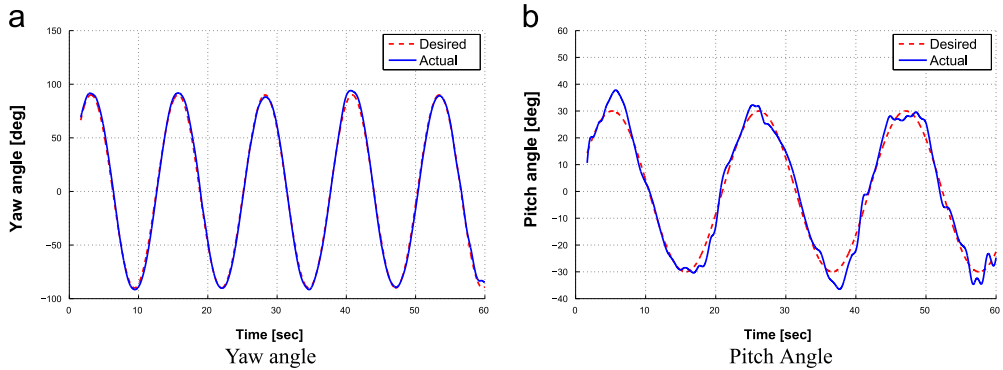 a
150
100
50
0
−50
−100
0
10
20
30
40
50
60
Yaw angle [deg]
Time [sec]
Desired
Actual
Yaw angle
b
60
50
40
30
20
10
0
−10
−20
−30
−40
0
10
20
30
40
50
60
Pitch angle [deg]
Time [sec]
Desired
Actual
Pitch Angle